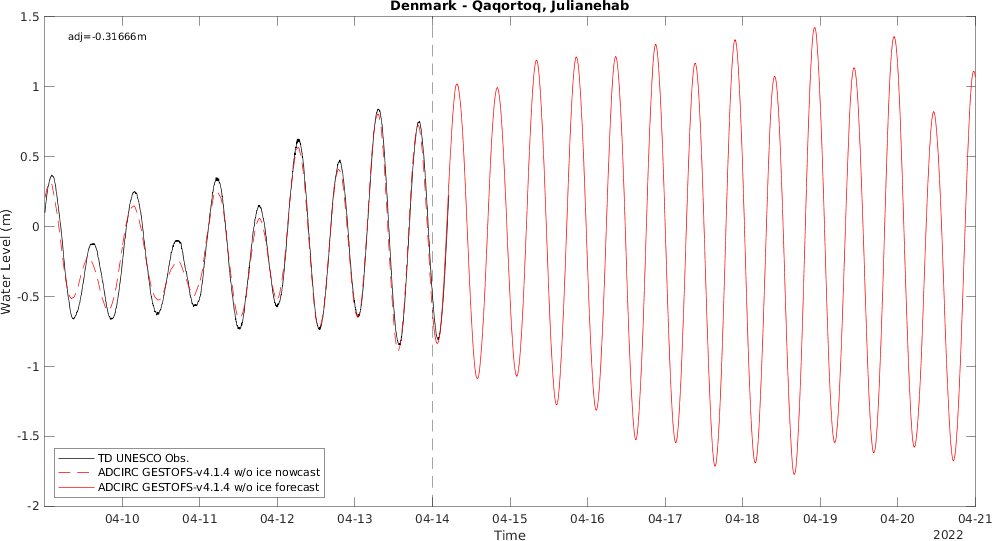 Denmark - Qaqortoq, Julianehab
adj=-0.31666m
1.5
1
0.5
0
-0.5
-1
-1.5
-2
Water Level (m)
TD UNESCO Obs.
ADCIRC GESTOFS-v4.1.4 w/o ice nowcast
ADCIRC GESTOFS-v4.1.4 w/o ice forecast
04-10 04-11 04-12 04-13 04-14 04-15 04-16 04-17 04-18 04-19 04-20 04-21
Time
2022